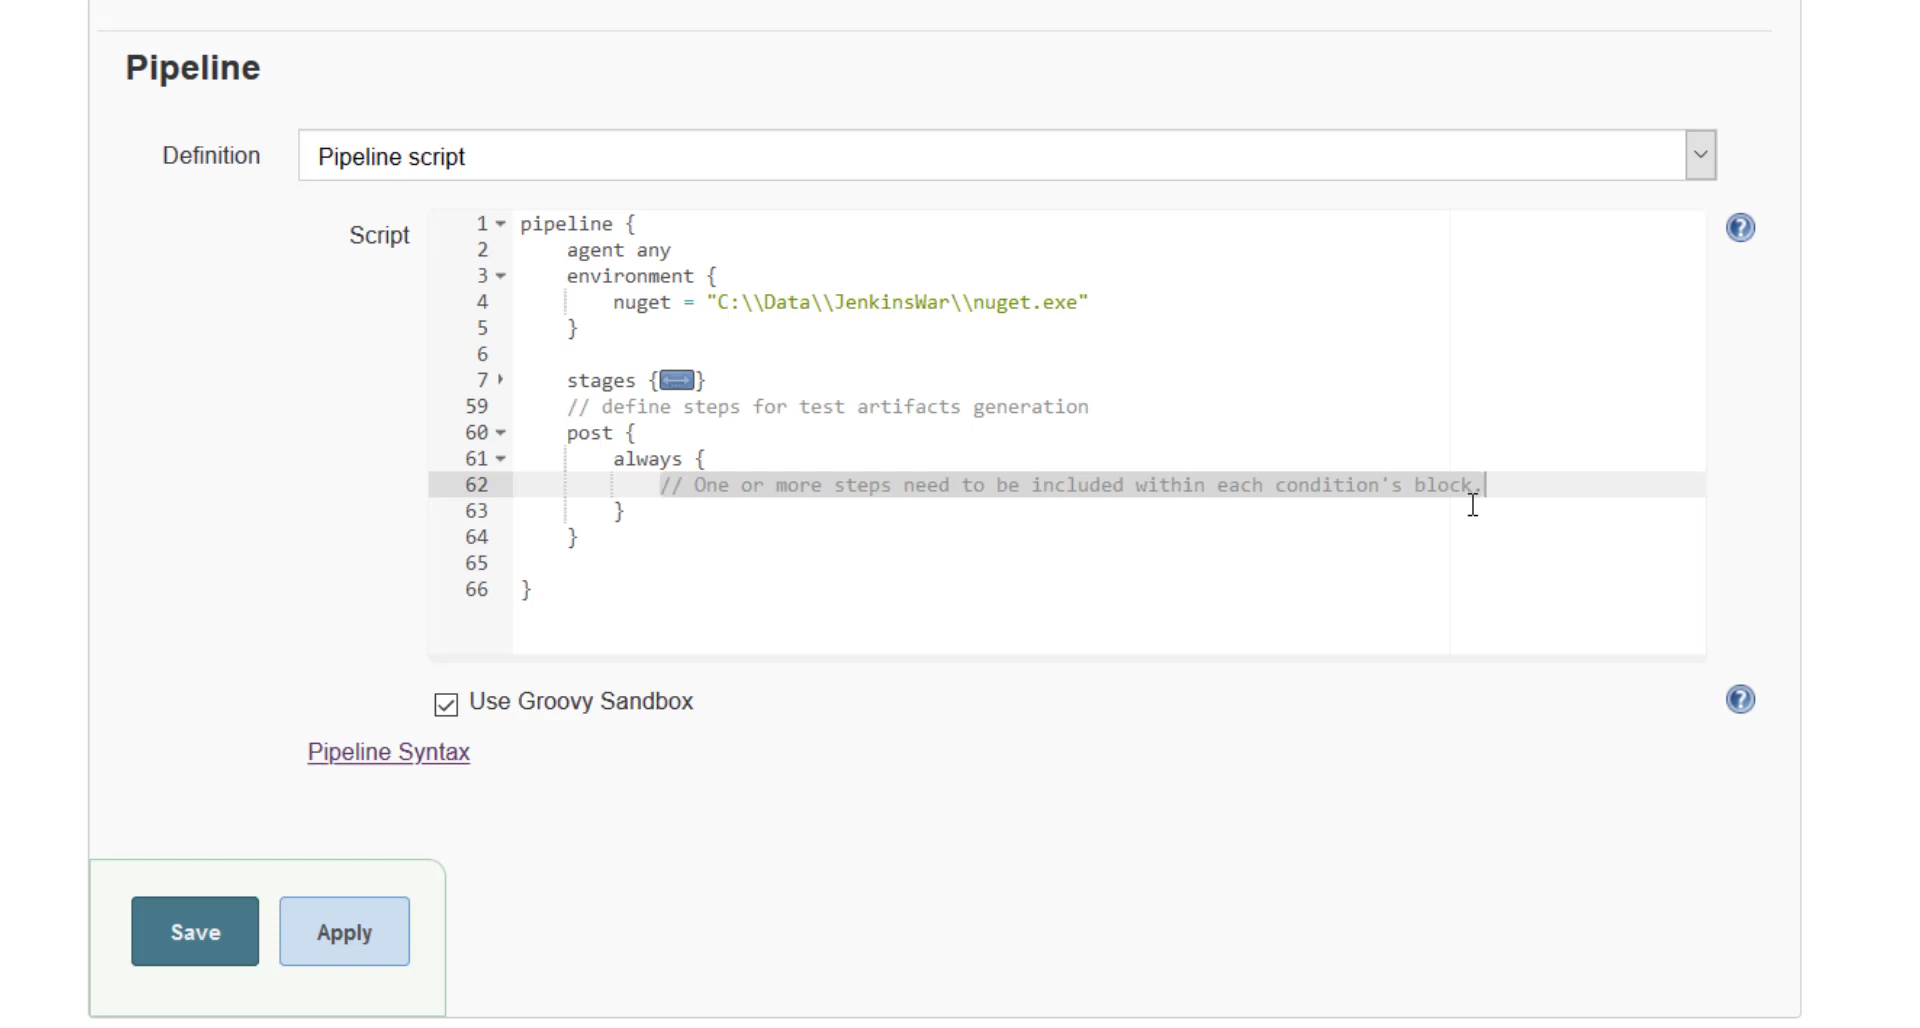 Pipeline
Definition
Pipeline script
Script
1 pipeline {
2     agent any
3     environment {
4         nuget = "C:\\Data\\JenkinsWar\\nuget.exe"
5     }
6
7     stages {}
59     // define steps for test artifacts generation
60     post {
61         always {
62             // One or more steps need to be included within each condition's block.
63         }
64     }
65
66 }
Use Groovy Sandbox
Pipeline Syntax
Save
Apply